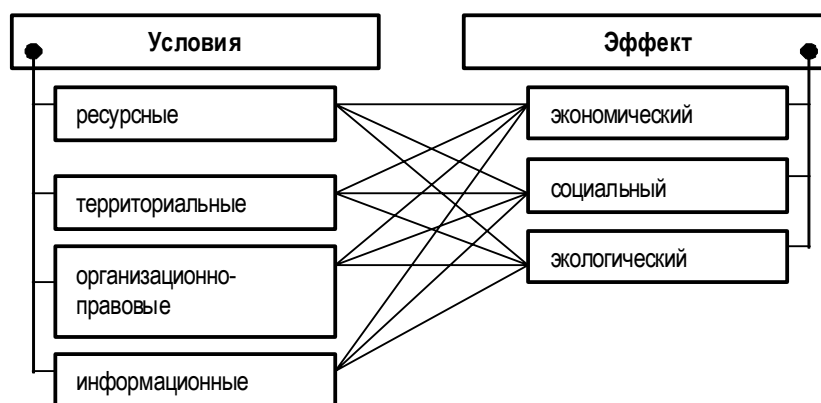 Условия
ресурсные
территориальные
организационно-
правовые
информационные
Эффект
экономический
социальный
экологический